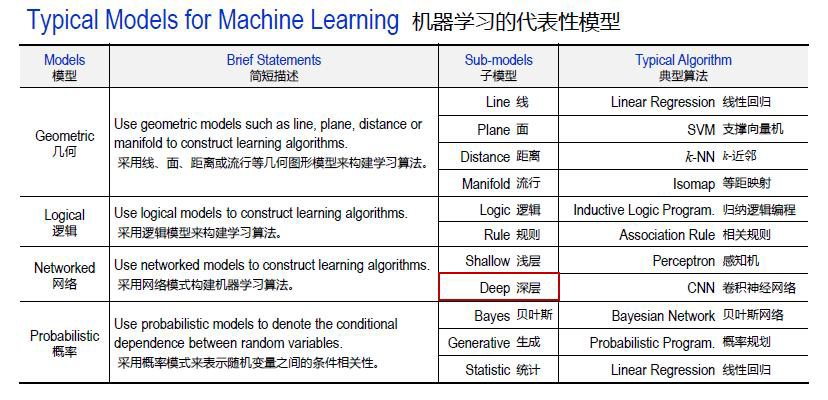 Typical Models for Machine Learning 机器学习的代表性模型
Models Brief Statements Sub-models Typical Algorithm
模型 简短描述 子模型 典型算法
Geometric
几何
Use geometric models such as line, plane, distance or
manifold to construct learning algorithms.
采用线、面、距离或流行等几何图形模型来构建学习算法。
Line 线 Linear Regression 线性回归
Plane 面 SVM 支撑向量机
Distance 距离 k-NN k-近邻
Manifold 流行 Isomap 等距映射
Logical
逻辑
Use logical models to construct learning algorithms.
采用逻辑模型来构建学习算法。
Logic 逻辑 Inductive Logic Program. 归纳逻辑编程
Rule 规则 Association Rule 相关规则
Networked
网络
Use networked models to construct learning algorithms.
采用网络模式构建机器学习算法。
Shallow 浅层 Perceptron 感知机
Deep 深层 CNN 卷积神经网络
Probabilistic
概率
Use probabilistic models to denote the conditional
dependence between random variables.
采用概率模式来表示随机变量之间的条件相关性。
Bayes 贝叶斯 Bayesian Network 贝叶斯网络
Generative 生成 Probabilistic Program. 概率规划
Statistic 统计 Linear Regression 线性回归